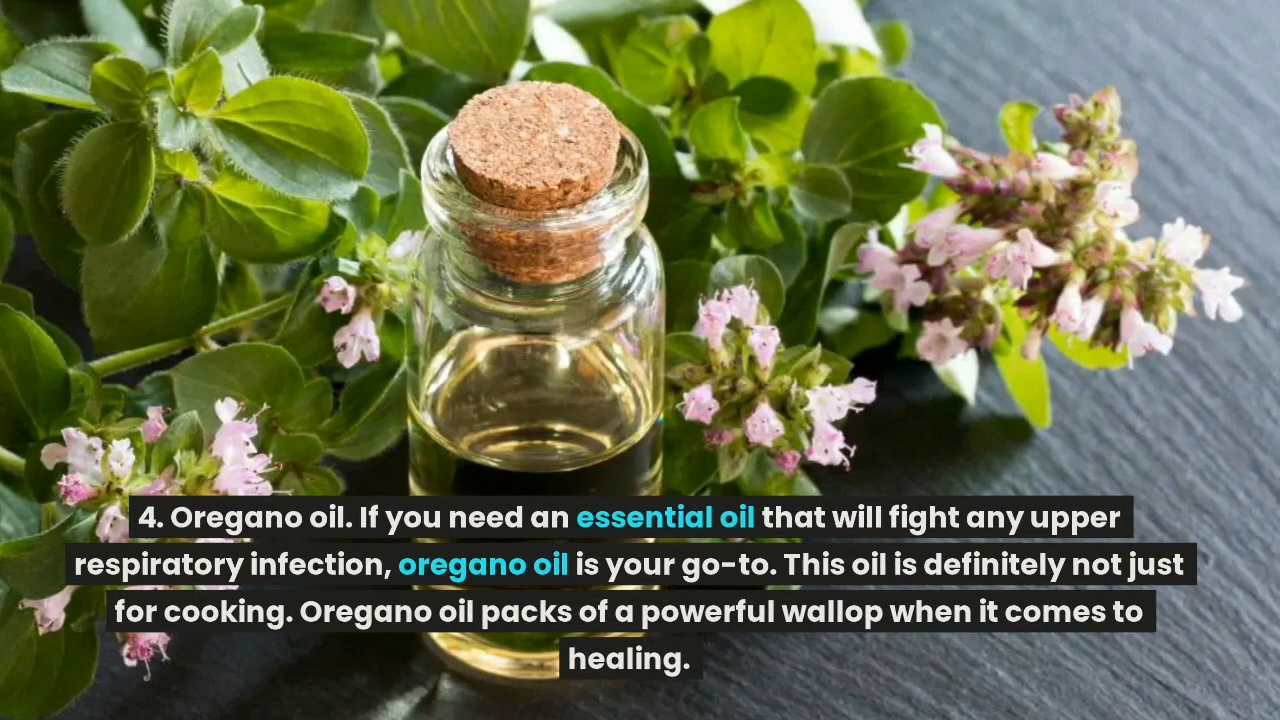 4. Oregano oil. If you need an essential oil that will fight any upper
respiratory infection, oregano oil is your go-to. This oil is definitely not just
for cooking. Oregano oil packs of a powerful wallop when it comes to
healing.